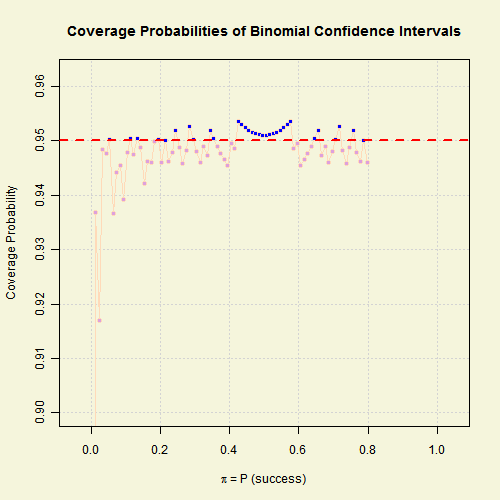 Coverage Probabilities of Binomial Confidence Intervals
Coverage Probability
0.96
0.95
0.94
0.93
0.92
0.91
0.90
0.0 0.2 0.4 0.6 0.8 1.0
π = P (success)